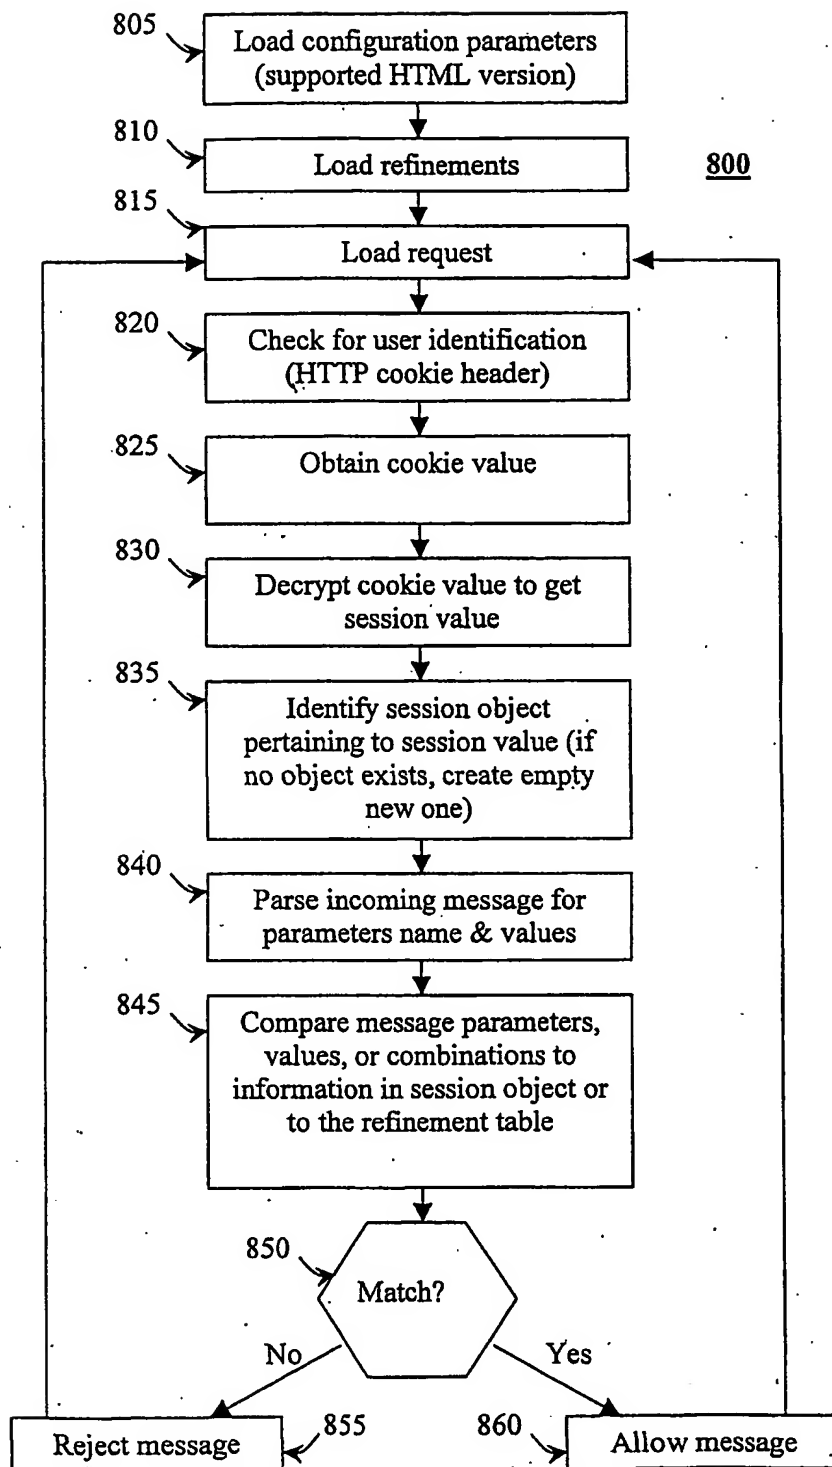 805
Load configuration parameters
(supported HTML version)
810
Load refinements
800
815
Load request
820
Check for user identification
(HTTP cookie header)
825
Obtain cookie value
830
Decrypt cookie value to get
session value
835
Identify session object
pertaining to session value (if
no object exists, create empty
new one)
840
Parse incoming message for
parameters name & values
845
Compare message parameters,
values, or combinations to
information in session object or
to the refinement table
850
Match?
No
Yes
855
Reject message
860
Allow message